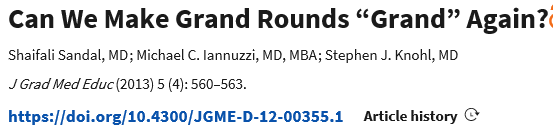 Can We Make Grand Rounds “Grand” Again?
Shaifali Sandal, MD; Michael C. Iannuzzi, MD, MBA; Stephen J. Knohl, MD
J Grad Med Educ (2013) 5 (4): 560–563.
https://doi.org/10.4300/JGME-D-12-00355.1 Article history